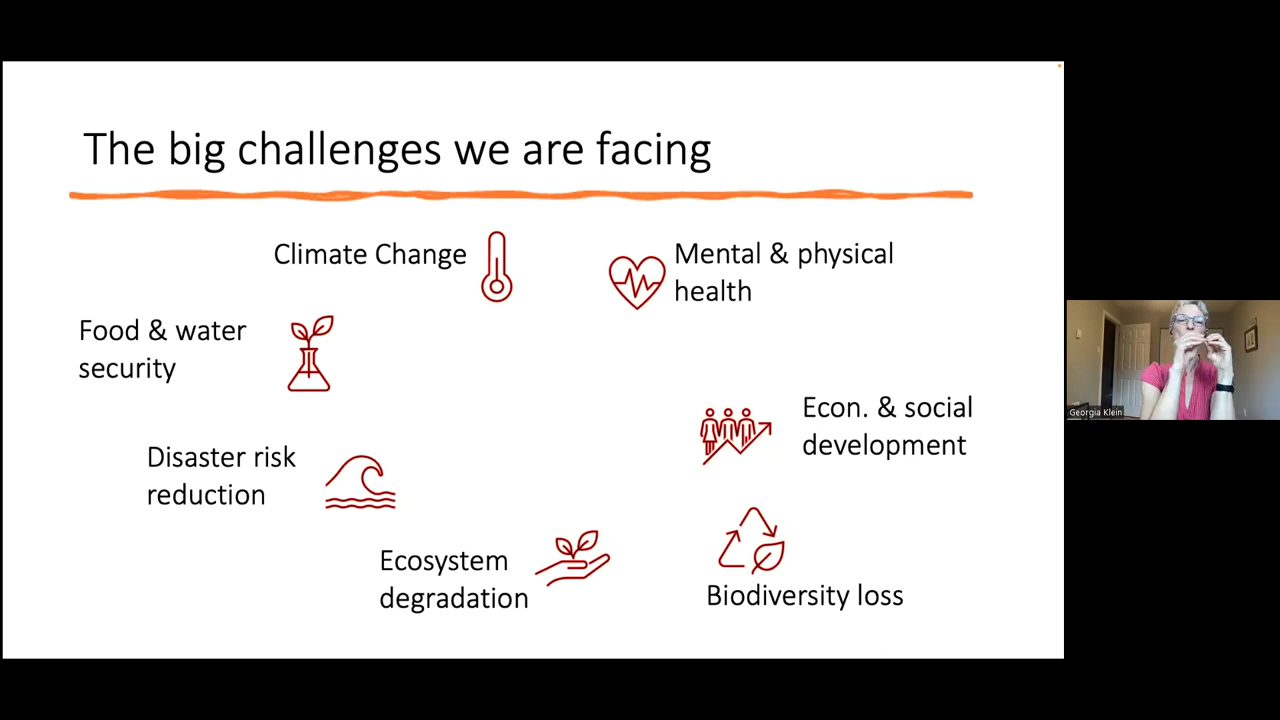 The big challenges we are facing
Climate Change
Mental & physical
health
Food & water
security
Econ. & social
development
Disaster risk
reduction
Ecosystem
degradation
Biodiversity loss
Georgia Klein